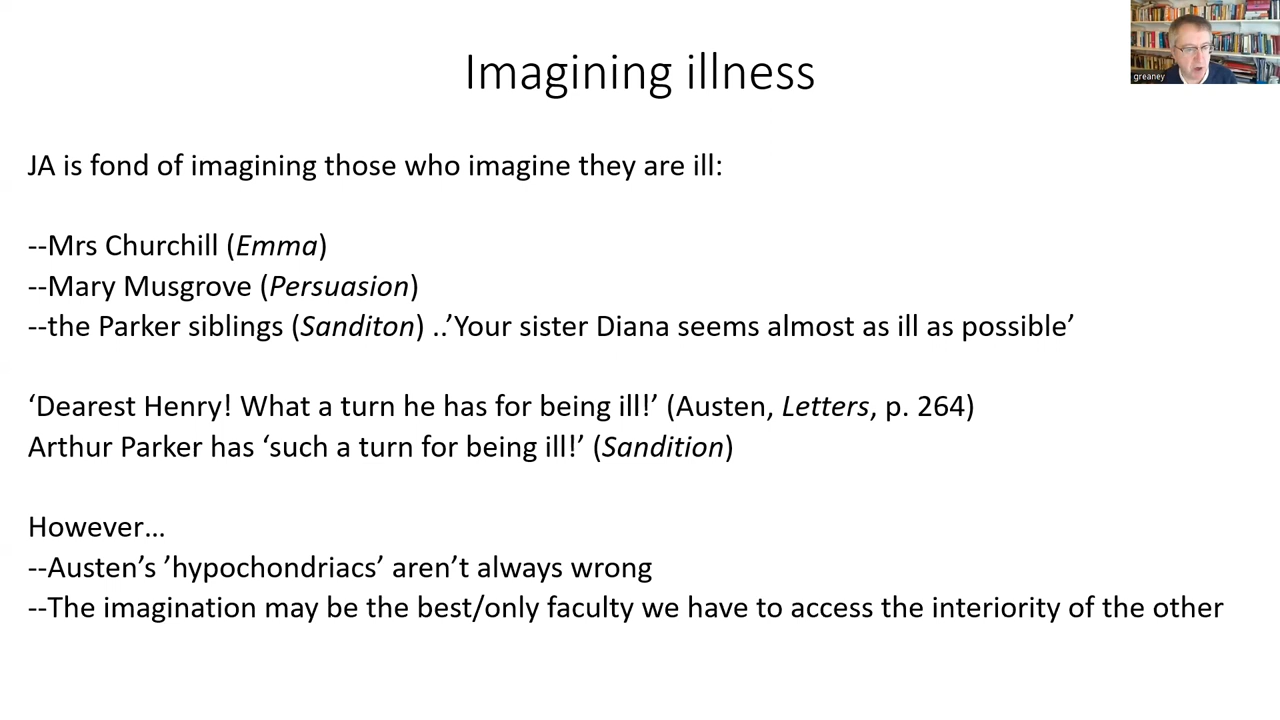 Imagining illness
greaney
JA is fond of imagining those who imagine they are ill:
--Mrs Churchill (Emma)
--Mary Musgrove (Persuasion)
--the Parker siblings (Sanditon) ..’Your sister Diana seems almost as ill as possible’
‘Dearest Henry! What a turn he has for being ill!’ (Austen, Letters, p. 264)
Arthur Parker has ‘such a turn for being ill!’ (Sandition)
However…
--Austen’s ’hypochondriacs’ aren’t always wrong
--The imagination may be the best/only faculty we have to access the interiority of the other